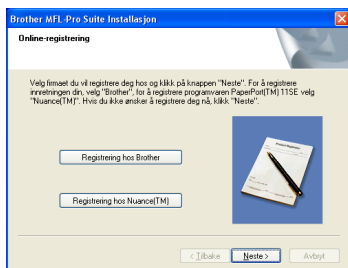 Brother MFL-Pro Suite Installasjon
Online-registrering
Velg firmaet du vil registrere deg hos og klikk på knappen "Neste". For å registrere
innretningen din, velg "Brother", for å registrere programvaren PaperPort(TM) 11SE velg
"Nuance(TM)". Hvis du ikke ønsker å registrere deg nå, klikk "Neste".
Registrering hos Brother
Registrering hos Nuance(TM)
Product Registration
< Tilbake
Neste >
Avbryt